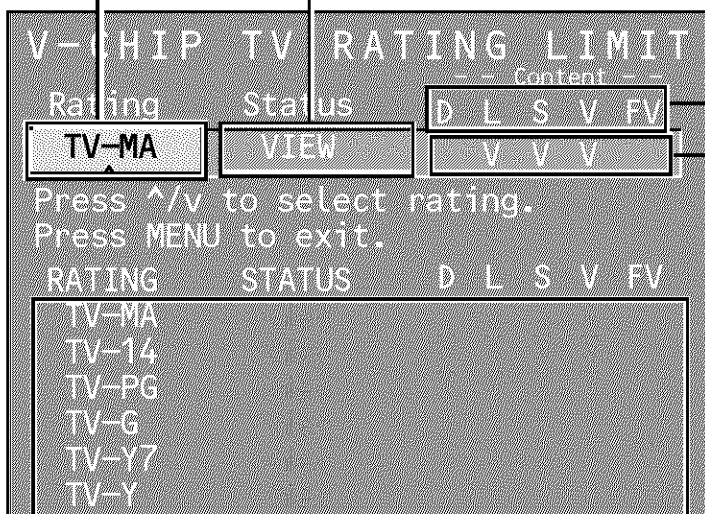 V-CHIP TV RATING LIMIT
- - Content - -
Rating Status D L S V FV
TV-MA VIEW V V V
Press ^/v to select rating.
Press MENU to exit.
RATING STATUS D L S V FV
TV-MA
TV-14
TV-PG
TV-G
TV-Y7
TV-Y